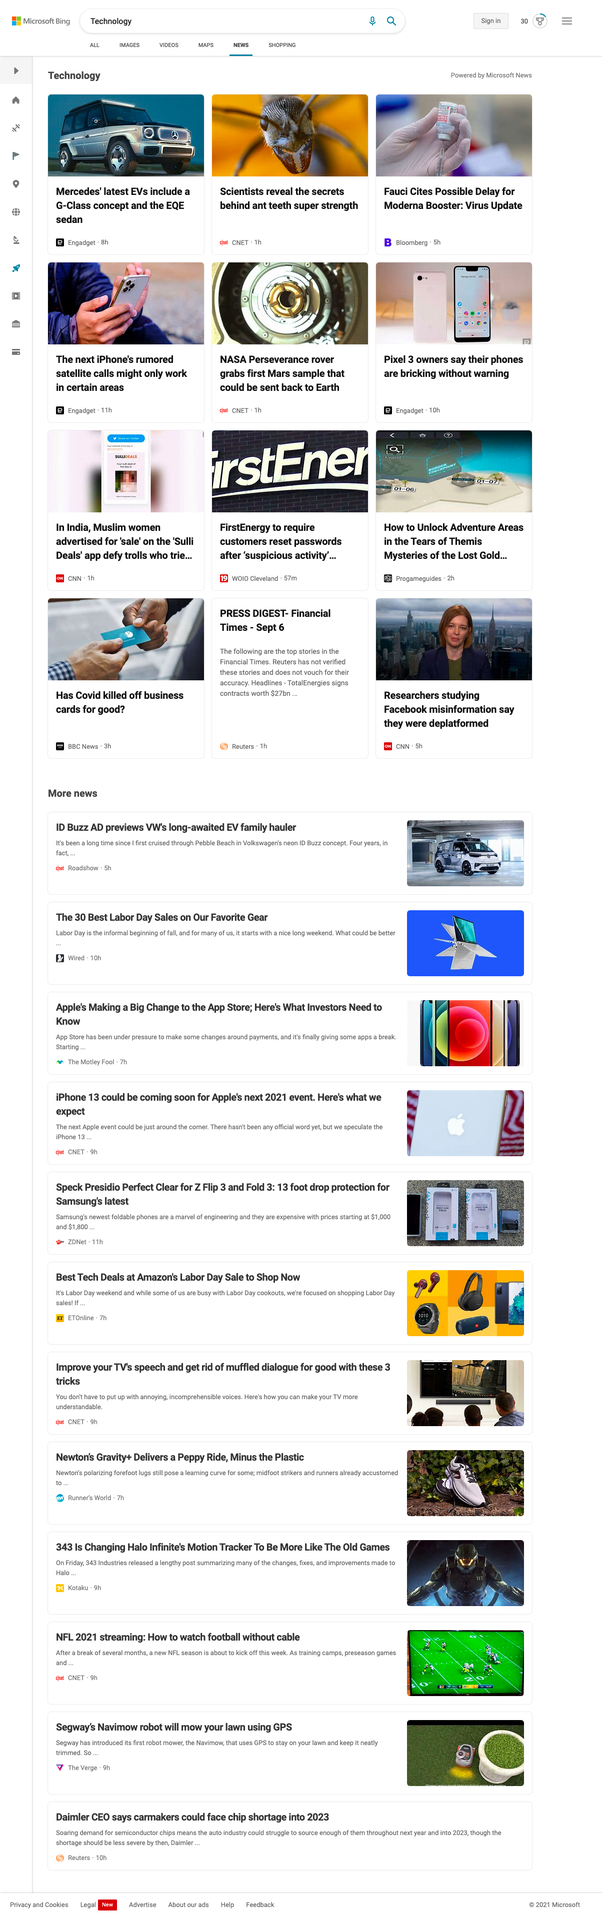 Microsoft Bing
Technology
Sign in
30
ALL IMAGES VIDEOS MAPS NEWS SHOPPING
Technology
Powered by Microsoft News
Mercedes' latest EVs include a
G-Class concept and the EQE
sedan
Engadget · 8h
Scientists reveal the secrets
behind ant teeth super strength
CNET · 1h
Fauci Cites Possible Delay for
Moderna Booster: Virus Update
Bloomberg · 5h
The next iPhone's rumored
satellite calls might only work
in certain areas
Engadget · 11h
NASA Perseverance rover
grabs first Mars sample that
could be sent back to Earth
CNET · 1h
Pixel 3 owners say their phones
are bricking without warning
Engadget · 10h
SULLIDEALS
In India, Muslim women
advertised for 'sale' on the 'Sulli
Deals' app defy trolls who trie...
CNN · 1h
irstEner
FirstEnergy to require
customers reset passwords
after 'suspicious activity'...
WOIO Cleveland · 57m
01-06
01-07
How to Unlock Adventure Areas
in the Tears of Themis
Mysteries of the Lost Gold...
Progameguides · 2h
Has Covid killed off business
cards for good?
BBC News · 3h
PRESS DIGEST- Financial
Times - Sept 6
The following are the top stories in the
Financial Times. Reuters has not verified
these stories and does not vouch for their
accuracy. Headlines - TotalEnergies signs
contracts worth $27bn ...
Reuters · 1h
Researchers studying
Facebook misinformation say
they were deplatformed
CNN · 5h
More news
ID Buzz AD previews VW's long-awaited EV family hauler
It's been a long time since I first cruised through Pebble Beach in Volkswagen's neon ID Buzz concept. Four years, in
fact, ...
Roadshow · 5h
The 30 Best Labor Day Sales on Our Favorite Gear
Labor Day is the informal beginning of fall, and for many of us, it starts with a nice long weekend. What could be better
...
Wired · 10h
Apple's Making a Big Change to the App Store; Here's What Investors Need to
Know
App Store has been under pressure to make some changes around payments, and it's finally giving some apps a break.
Starting ...
The Motley Fool · 7h
iPhone 13 could be coming soon for Apple's next 2021 event. Here's what we
expect
The next Apple event could be just around the corner. There hasn't been any official word yet, but we speculate the
iPhone 13 ...
CNET · 9h
Speck Presidio Perfect Clear for Z Flip 3 and Fold 3: 13 foot drop protection for
Samsung's latest
Samsung's newest foldable phones are a marvel of engineering and they are expensive with prices starting at $1,000
and $1,800 ...
ZDNet · 11h
Best Tech Deals at Amazon's Labor Day Sale to Shop Now
It's Labor Day weekend and while some of us are busy with Labor Day cookouts, we're focused on shopping Labor Day
sales! If ...
ETOnline · 7h
Improve your TV's speech and get rid of muffled dialogue for good with these 3
tricks
You don't have to put up with annoying, incomprehensible voices. Here's how you can make your TV more
understandable.
CNET · 9h
Newton's Gravity+ Delivers a Peppy Ride, Minus the Plastic
Newton's polarizing forefoot lugs still pose a learning curve for some; midfoot strikers and runners already accustomed
to ...
Runner's World · 7h
343 Is Changing Halo Infinite's Motion Tracker To Be More Like The Old Games
On Friday, 343 Industries released a lengthy post summarizing many of the changes, fixes, and improvements made to
Halo ...
Kotaku · 9h
NFL 2021 streaming: How to watch football without cable
After a break of several months, a new NFL season is about to kick off this week. As training camps, preseason games
and ...
CNET · 9h
Segway's Navimow robot will mow your lawn using GPS
Segway has introduced its first robot mower, the Navimow, that uses GPS to stay on your lawn and keep it neatly
trimmed. So ...
The Verge · 9h
Daimler CEO says carmakers could face chip shortage into 2023
Soaring demand for semiconductor chips means the auto industry could struggle to source enough of them throughout next year and into 2023, though the
shortage should be less severe by then, Daimler ...
Reuters · 10h
Privacy and Cookies Legal New Advertise About our ads Help Feedback © 2021 Microsoft